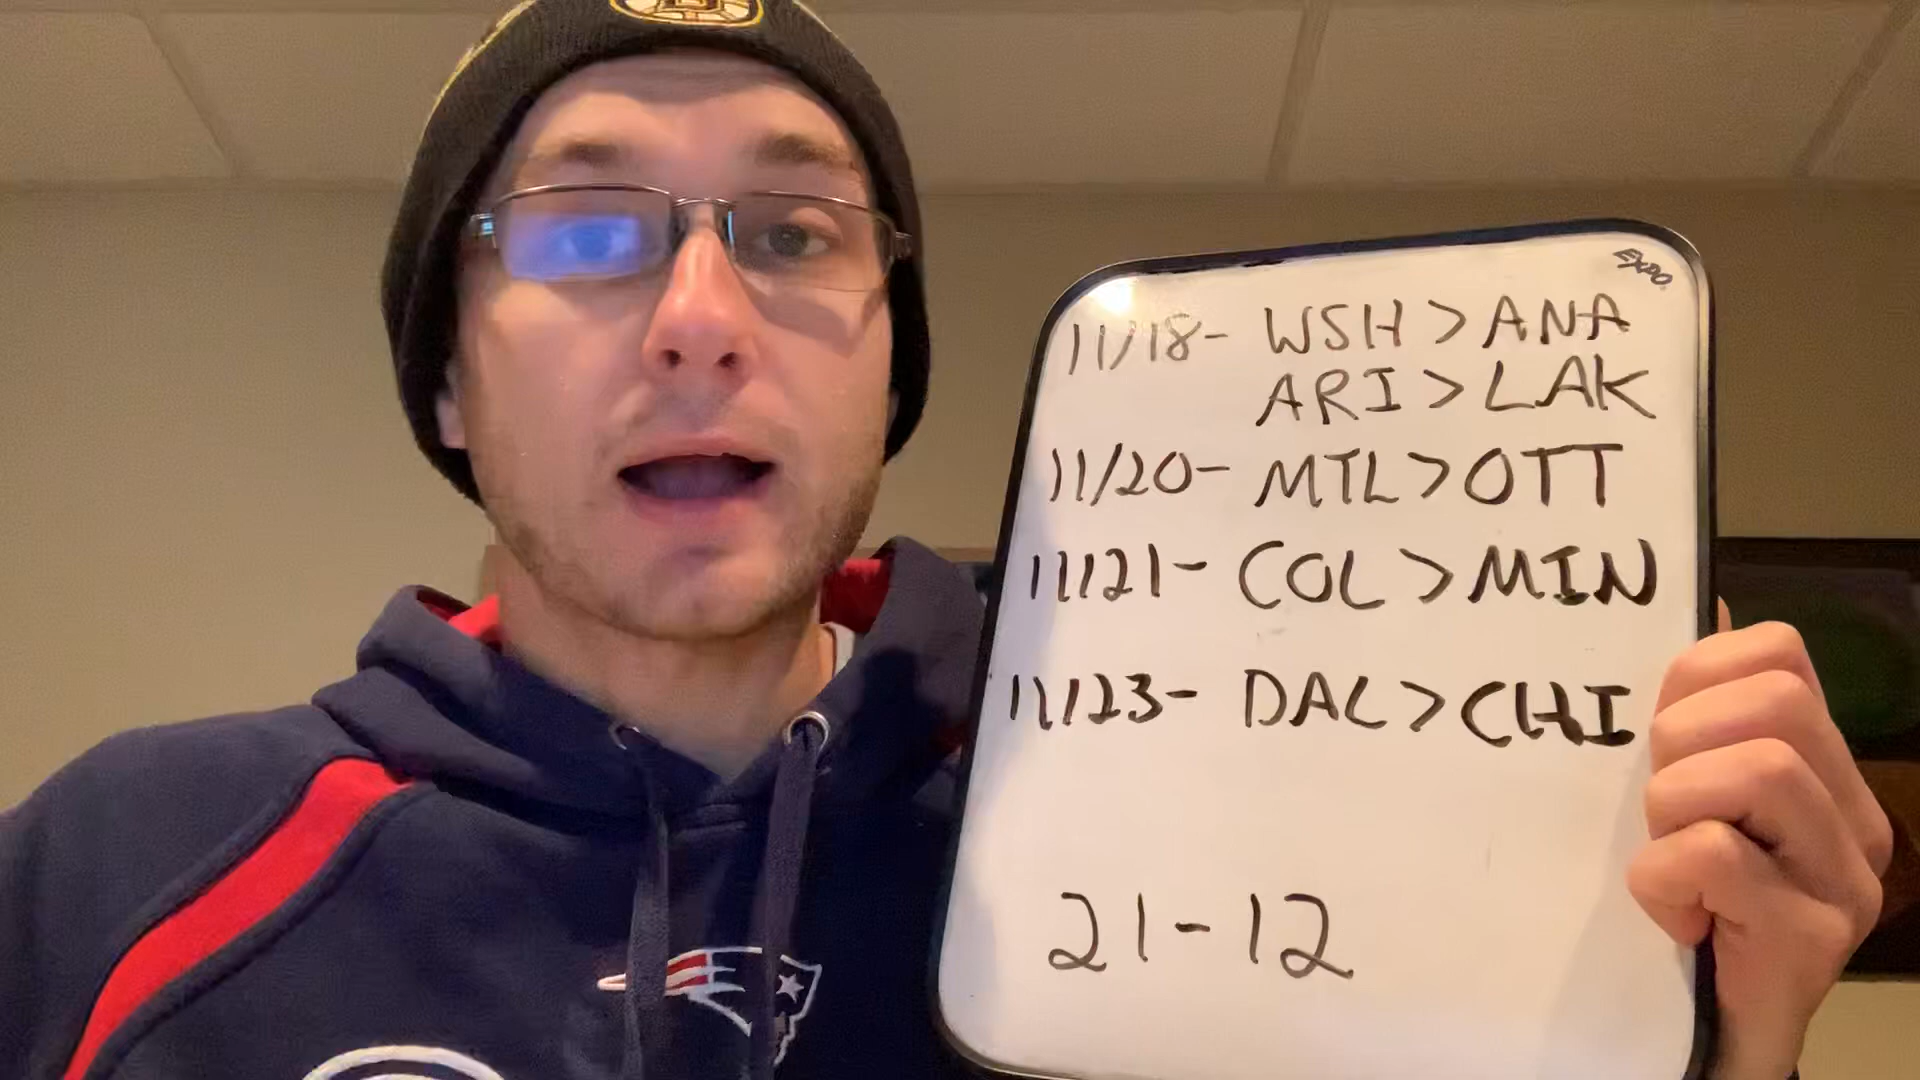 EXPO
11/18- WSH > ANA
ARI > LAK
11/20- MTL > OTT
11/21- COL > MIN
11/23- DAL > CHI
21-12